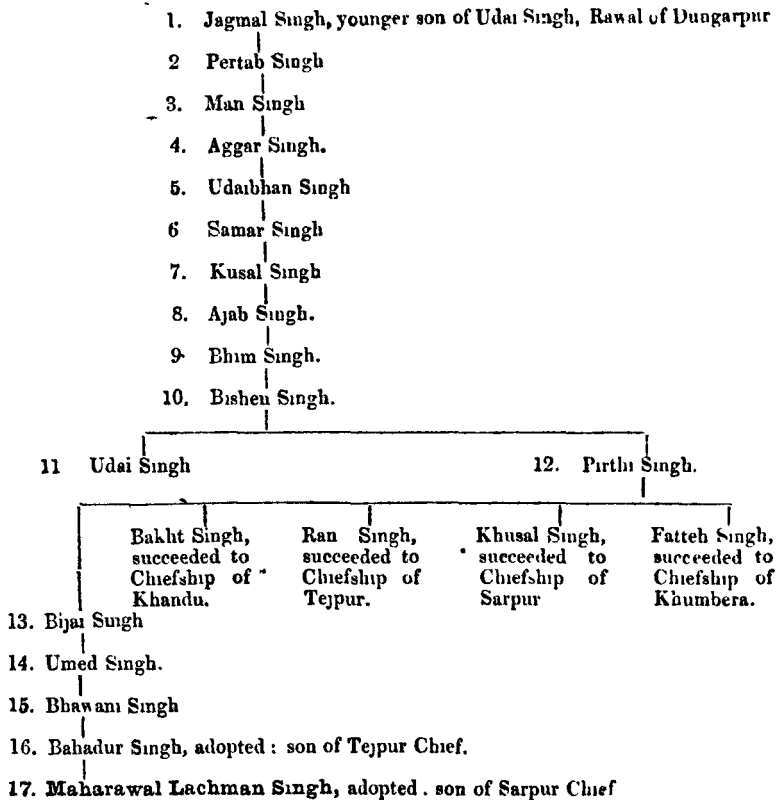 1. Jagmal Singh, younger son of Udai Singh, Rawal of Dungarpur
2 Pertab Singh
3. Man Singh
4. Aggar Singh.
5. Udaibhan Singh
6 Samar Singh
7. Kusal Singh
8. Ajab Singh.
9 Bhim Singh.
10. Bishen Singh.
11 Udai Singh 12. Pirthi Singh.
Bakht Singh, Ran Singh, Khusal Singh, Fatteh Singh,
succeeded to succeeded to succeeded to succeeded to
Chiefship of Chiefship of Chiefship of Chiefship of
Khandu. Tejpur. Sarpur Khumbera.
13. Bijai Singh
14. Umed Singh.
15. Bhawani Singh
16. Bahadur Singh, adopted : son of Tejpur Chief.
17. Maharawal Lachman Singh, adopted . son of Sarpur Chief